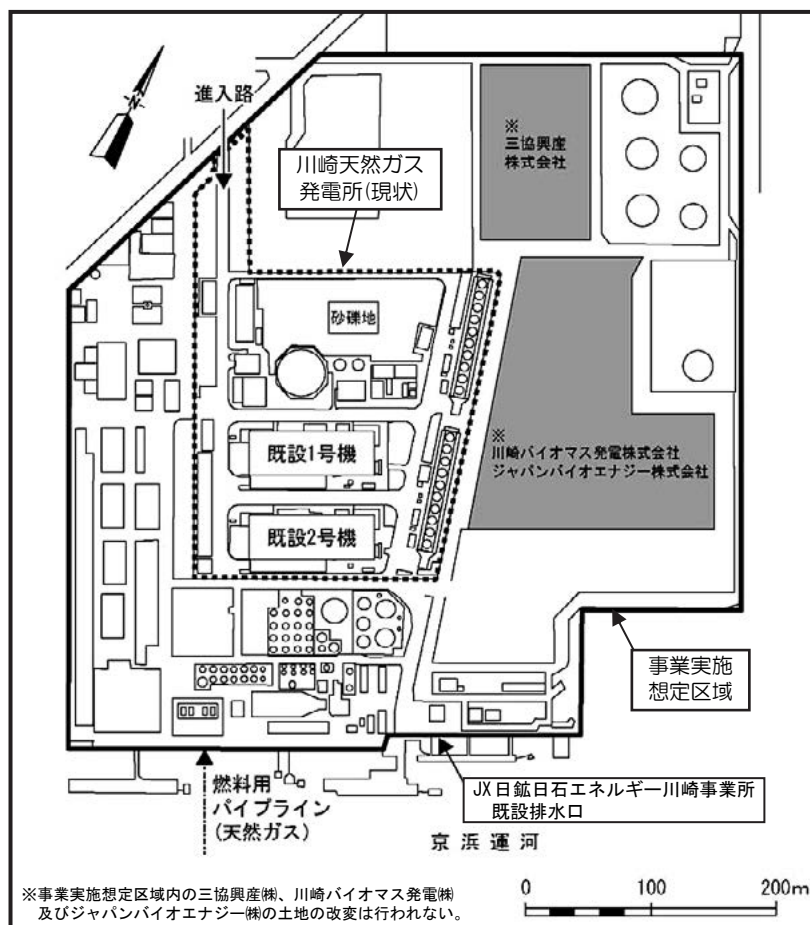 N
進入路
川崎天然ガス
発電所(現状)
※
三協興産
株式会社
砂礫地
※
川崎バイオマス発電株式会社
ジャパンバイオエナジー株式会社
既設1号機
既設2号機
事業実施
想定区域
JX日鉱日石エネルギー川崎事業所
既設排水口
燃料用
パイプライン
(天然ガス)
京浜運河
※事業実施想定区域内の三協興産㈱、川崎バイオマス発電㈱
及びジャパンバイオエナジー㈱の土地の改変は行われない。
0 100 200m